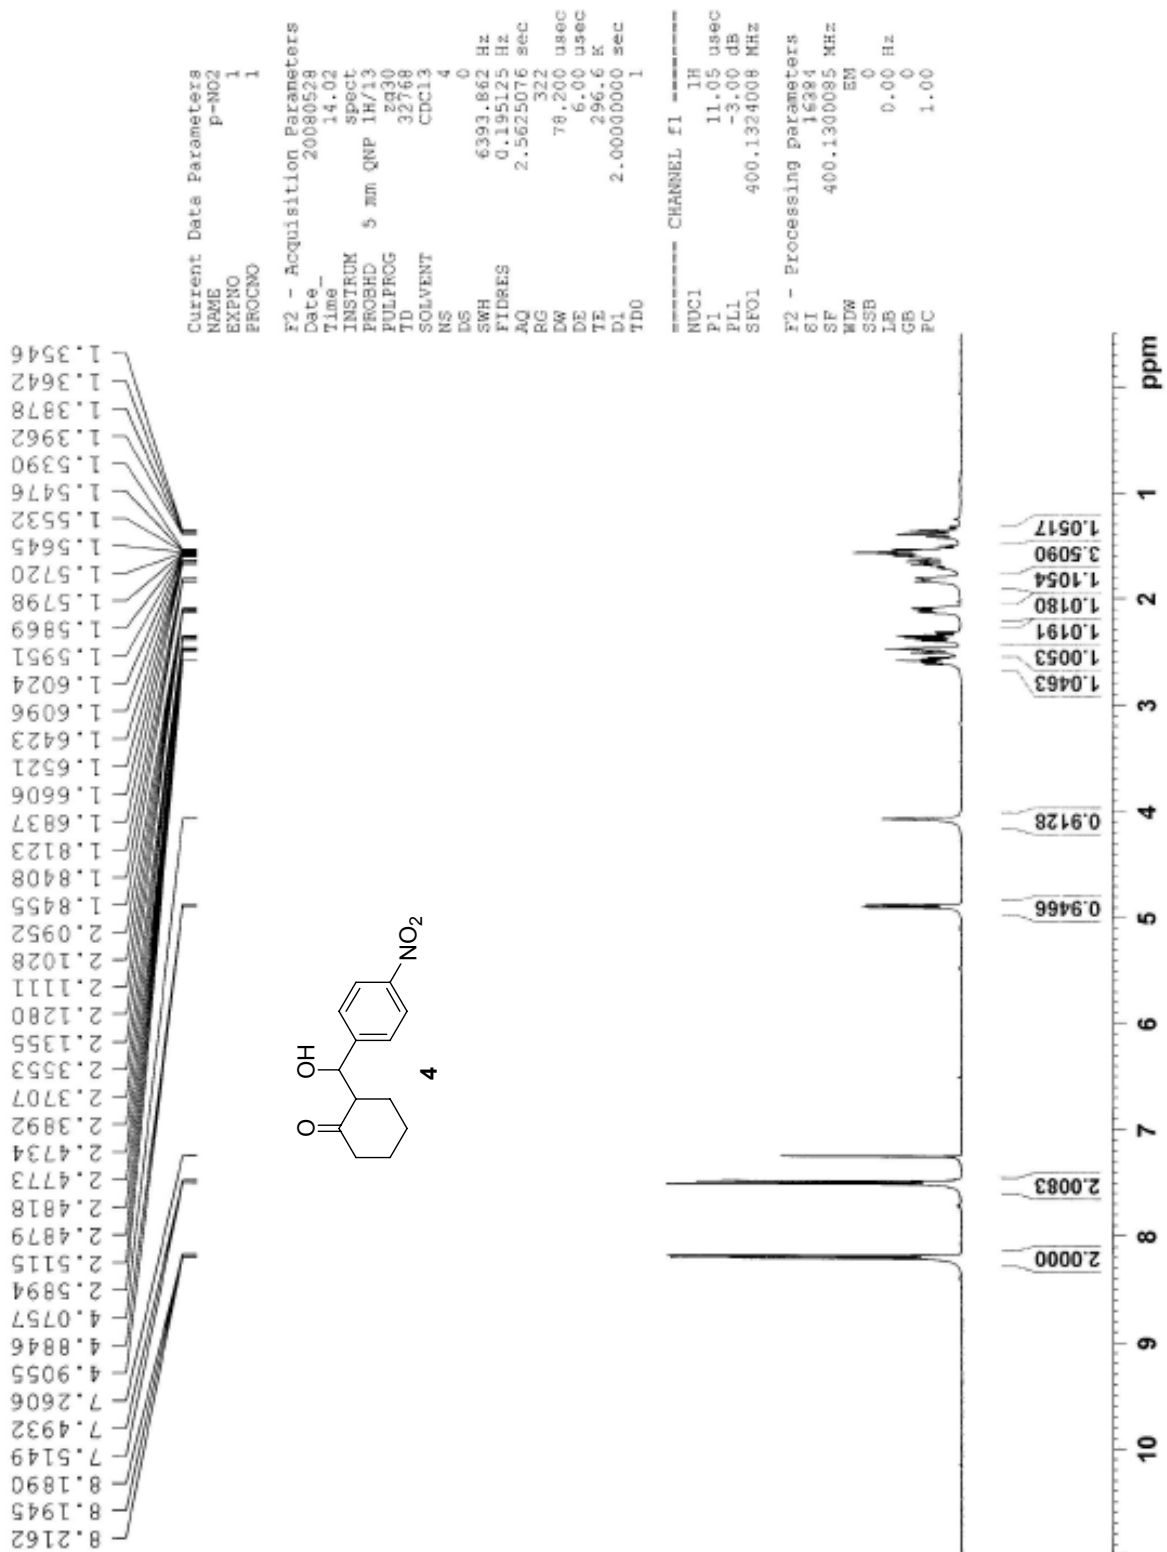 8.2162
8.1945
8.1890
7.5149
7.4932
7.2606
4.9055
4.8846
4.0757
2.5894
2.5115
2.4879
2.4818
2.4773
2.4734
2.3892
2.3707
2.3553
2.1355
2.1280
2.1111
2.1028
2.0952
1.8455
1.8408
1.8123
1.6837
1.6606
1.6521
1.6423
1.6096
1.6024
1.5951
1.5869
1.5798
1.5720
1.5645
1.5532
1.5476
1.5390
1.3962
1.3878
1.3642
1.3546
Current Data Parameters
NAME p-NO2
EXPNO 1
PROCNO 1
F2 - Acquisition Parameters
Date_ 20080528
Time 14.02
INSTRUM spect
PROBHD 5 mm QNP 1H/13
PULPROG zg30
TD 32768
SOLVENT CDCl3
NS 4
DS 0
SWH 6393.862 Hz
FIDRES 0.195125 Hz
AQ 2.5625076 sec
RG 322
DW 78.200 usec
DE 6.00 usec
TE 296.6 K
D1 2.00000000 sec
TD0 1
======== CHANNEL f1 ========
NUC1 1H
P1 11.05 usec
PL1 -3.00 dB
SFO1 400.1324008 MHz
F2 - Processing parameters
SI 16384
SF 400.1300085 MHz
WDW EM
SSB 0
LB 0.00 Hz
GB 0
PC 1.00
O
OH
NO2
4
2.0000
2.0083
0.9466
0.9128
1.0463
1.0053
1.0191
1.0180
1.1054
3.5090
1.0517
10 9 8 7 6 5 4 3 2 1 ppm